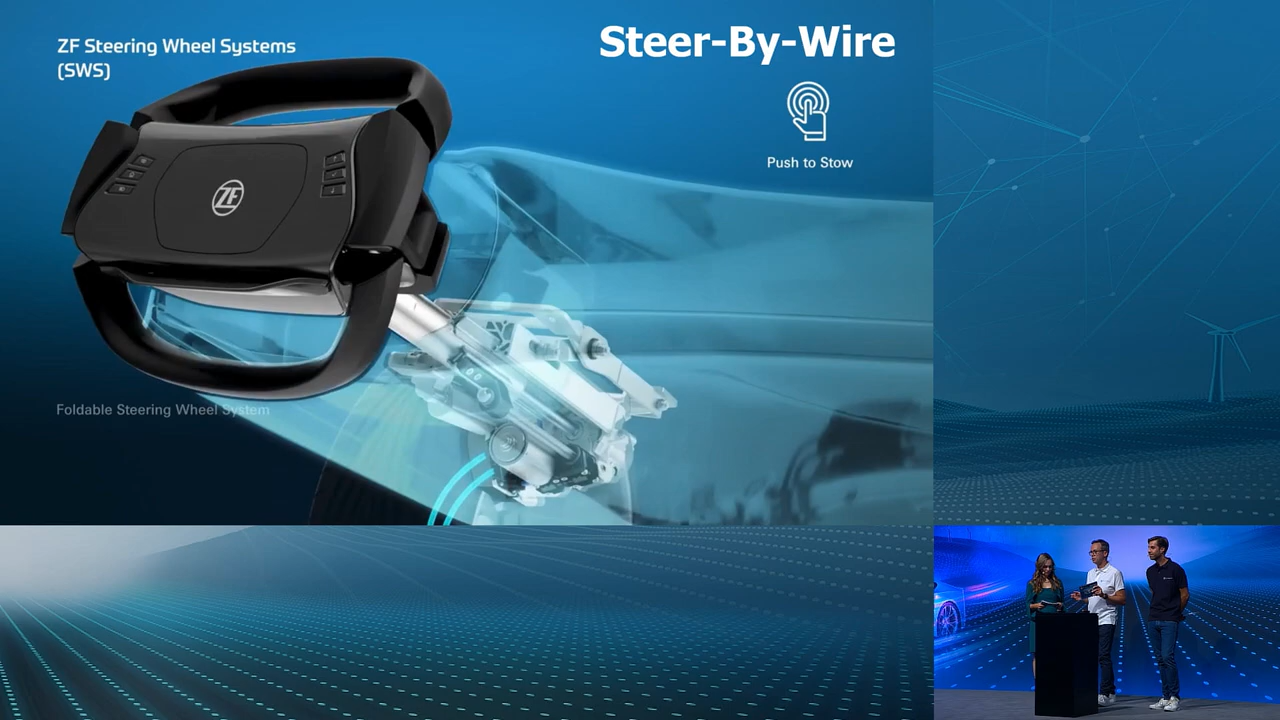 ZF Steering Wheel Systems
(SWS)
Steer-By-Wire
Push to Stow
ZF
Foldable Steering Wheel System